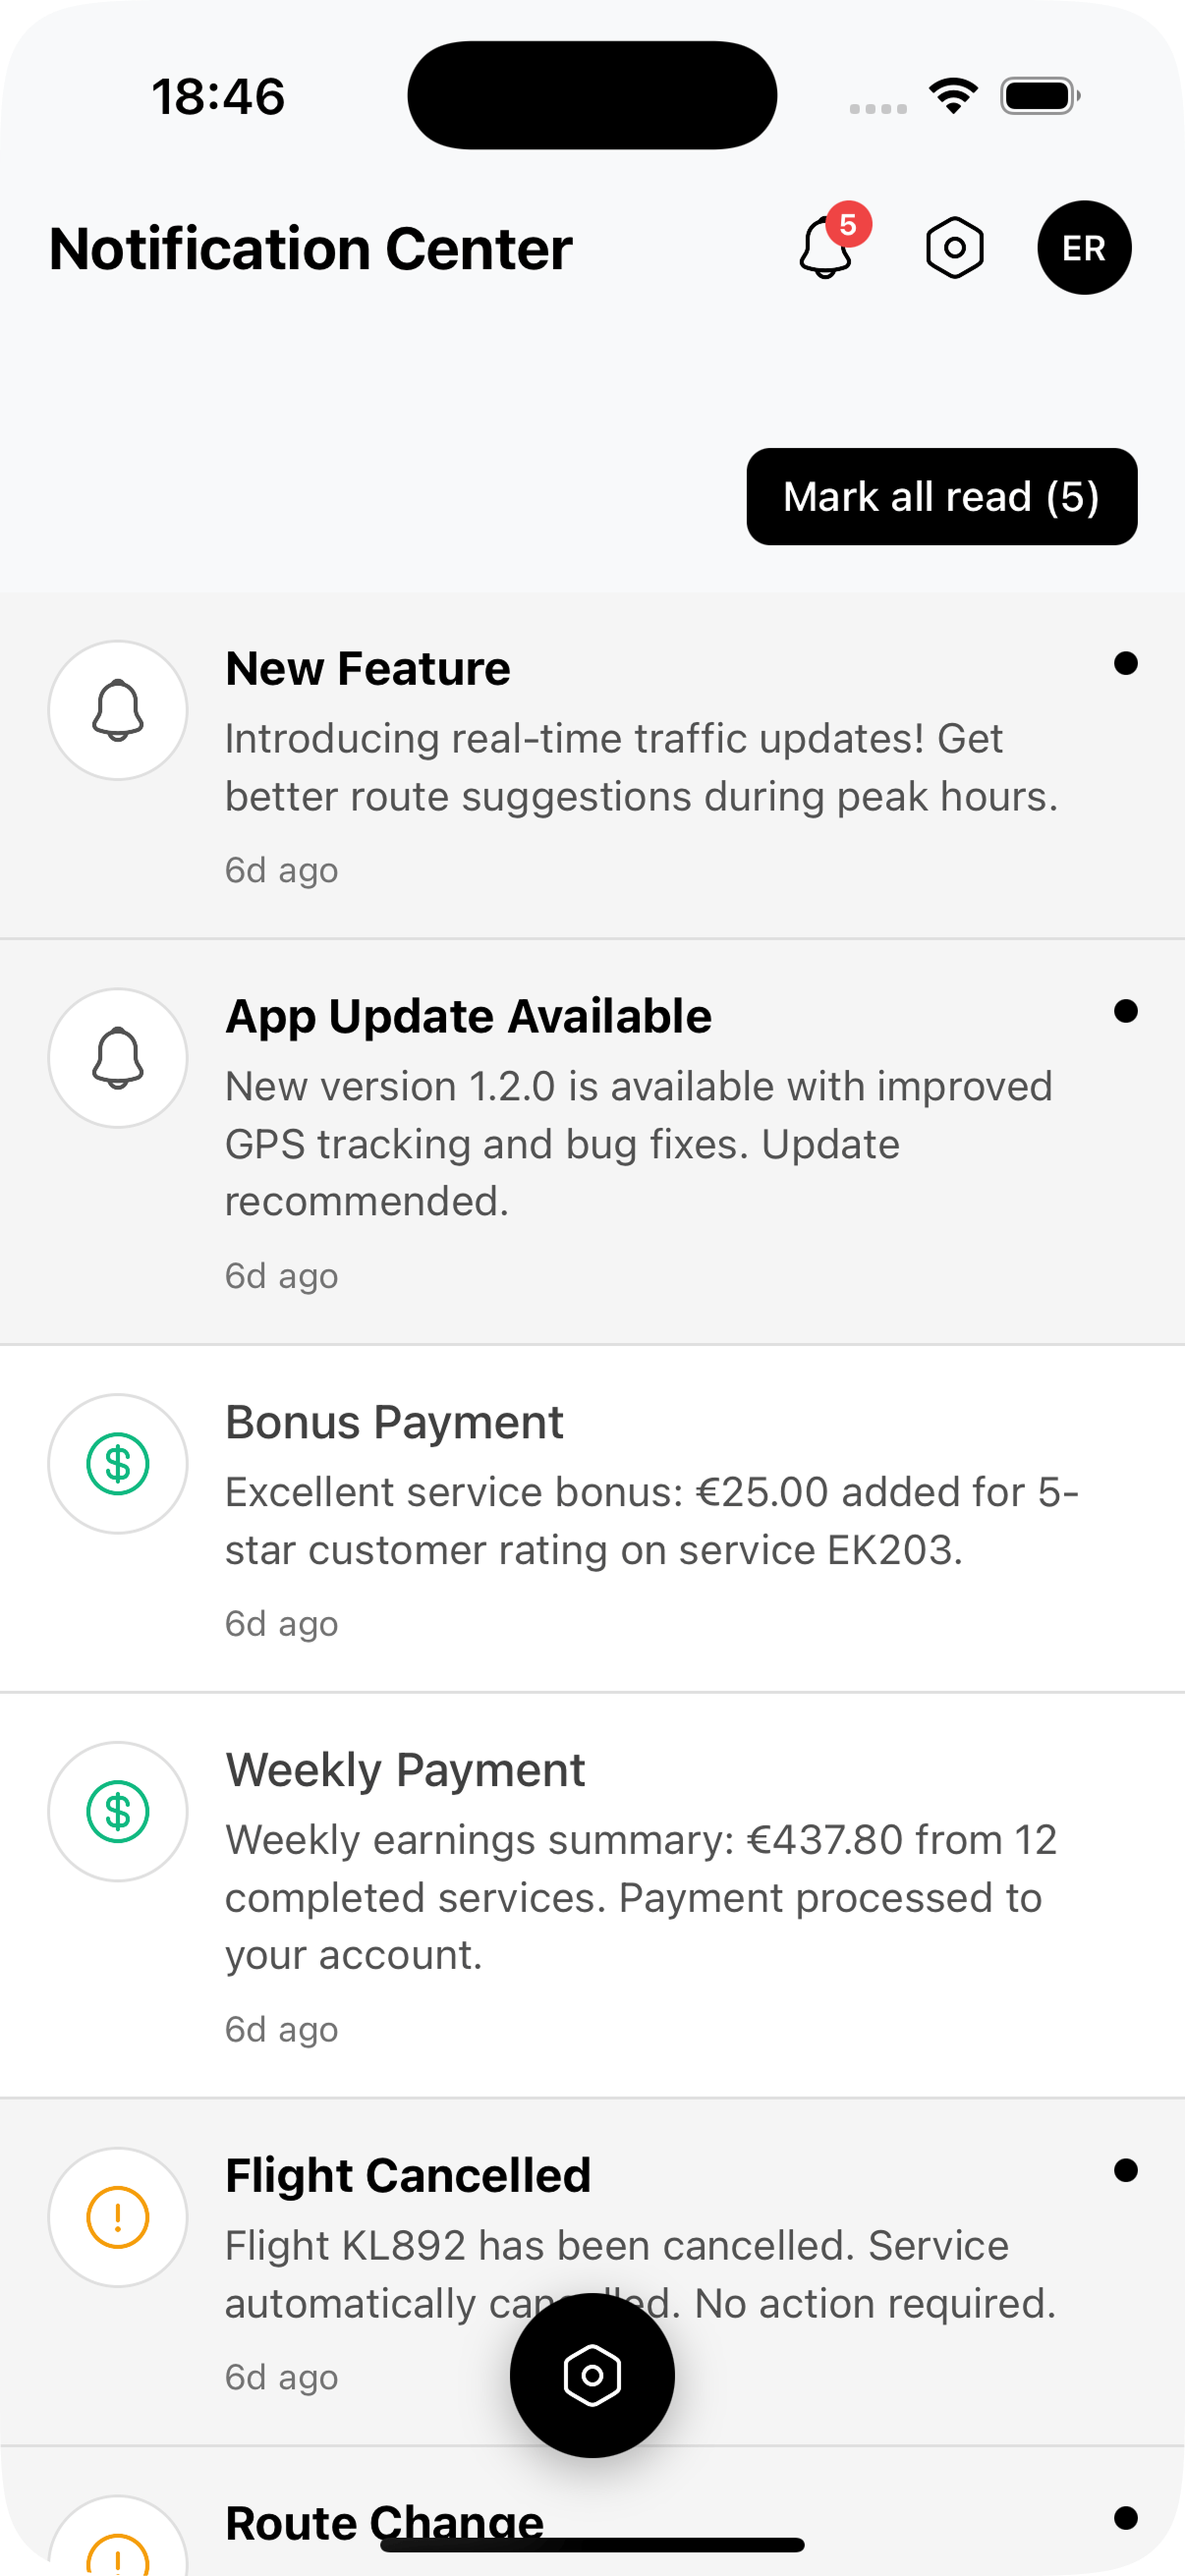 18:46
Notification Center
5
ER
Mark all read (5)
New Feature
Introducing real-time traffic updates! Get
better route suggestions during peak hours.
6d ago
App Update Available
New version 1.2.0 is available with improved
GPS tracking and bug fixes. Update
recommended.
6d ago
Bonus Payment
Excellent service bonus: €25.00 added for 5-
star customer rating on service EK203.
6d ago
Weekly Payment
Weekly earnings summary: €437.80 from 12
completed services. Payment processed to
your account.
6d ago
Flight Cancelled
Flight KL892 has been cancelled. Service
automatically cancelled. No action required.
6d ago
Route Change